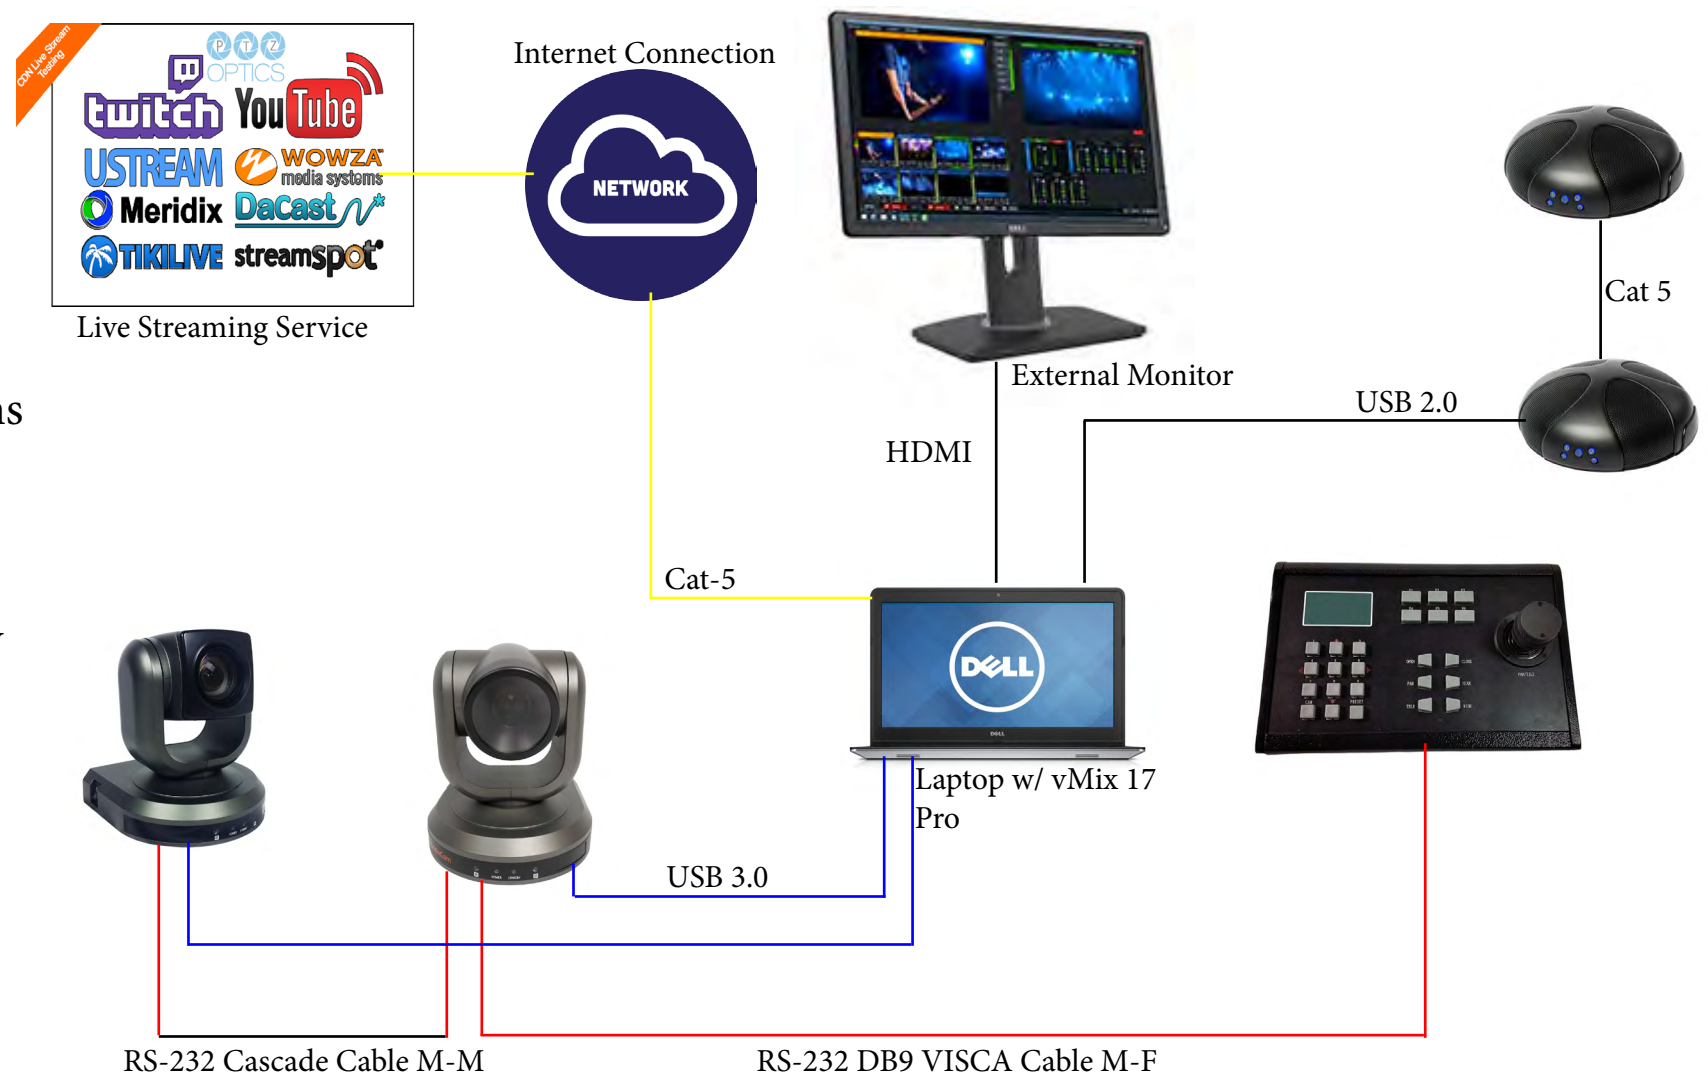 CDN Live Stream
Testing
PTZ
OPTICS
twitch
YouTube
USTREAM
WOWZA
media systems
Meridix
DaCast
TIKILIVE
streamspot
Live Streaming Service
Internet Connection
NETWORK
External Monitor
HDMI
USB 2.0
Cat 5
Cat-5
DELL
DELL
Laptop w/ vMix 17
Pro
USB 3.0
RS-232 Cascade Cable M-M
RS-232 DB9 VISCA Cable M-F